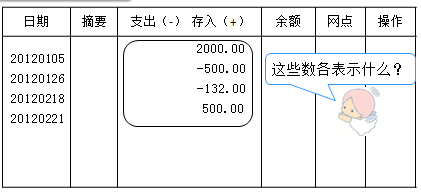 日期 摘要 支出（-） 存入（+） 余额 网点 操作
20120105 2000.00
20120126 -500.00
20120218 -132.00
20120221 500.00
这些数各表示什么？